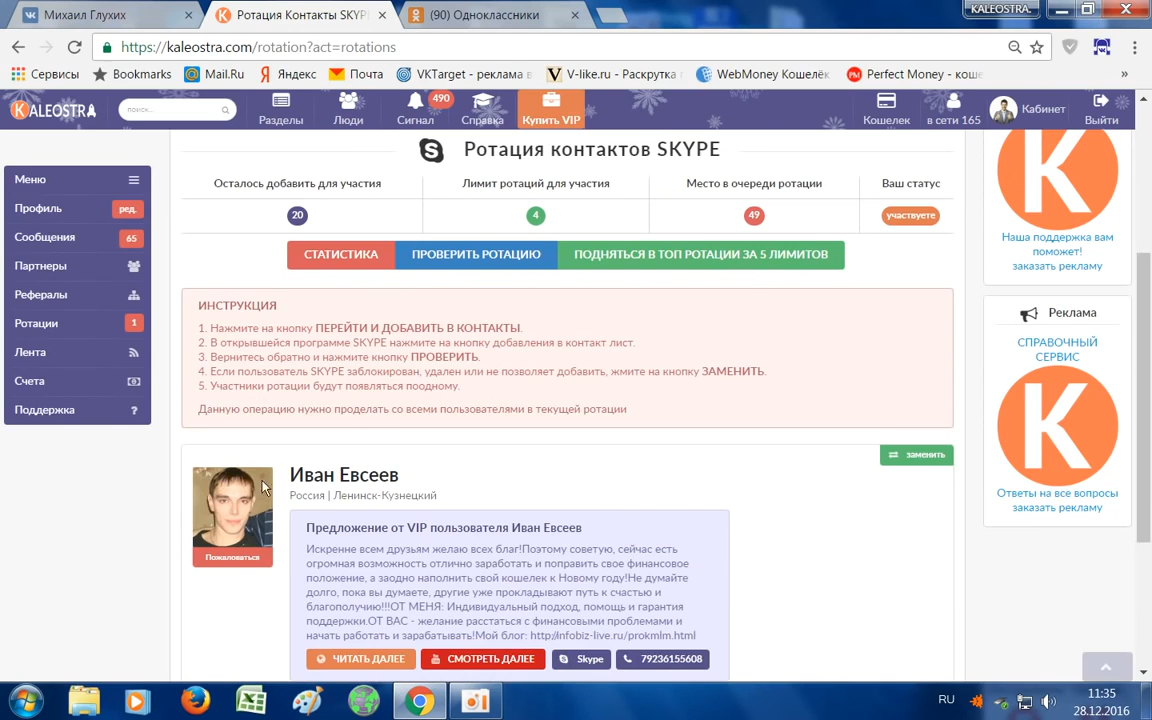 Михаил Глухих
Ротация Контакты SKYPE
(90) Одноклассники
KALEOSTRA.
https://kaleostra.com/rotation?act=rotations
Сервисы
Bookmarks
Mail.Ru
Яндекс
Почта
VKTarget - реклама в
V-like.ru - Раскрутка
WebMoney Кошелёк
Perfect Money - коше
KALEOSTRA
поиск...
Разделы
Люди
490
Сигнал
Справка
Купить VIP
Кошелек
в сети 165
Кабинет
Выйти
Меню
Профиль ред.
Сообщения 65
Партнеры
Рефералы
Ротации 1
Лента
Счета
Поддержка
Ротация контактов SKYPE
Осталось добавить для участия Лимит ротаций для участия Место в очереди ротации Ваш статус
20 4 49 участвуете
СТАТИСТИКА ПРОВЕРИТЬ РОТАЦИЮ ПОДНЯТЬСЯ В ТОП РОТАЦИИ ЗА 5 ЛИМИТОВ
ИНСТРУКЦИЯ
1. Нажмите на кнопку ПЕРЕЙТИ И ДОБАВИТЬ В КОНТАКТЫ.
2. В открывшейся программе SKYPE нажмите на кнопку добавления в контакт лист.
3. Вернитесь обратно и нажмите кнопку ПРОВЕРИТЬ.
4. Если пользователь SKYPE заблокирован, удален или не позволяет добавить, жмите на кнопку ЗАМЕНИТЬ.
5. Участники ротации будут появляться поодному.
Данную операцию нужно проделать со всеми пользователями в текущей ротации
заменить
Иван Евсеев
Россия | Ленинск-Кузнецкий
Пожаловаться
Предложение от VIP пользователя Иван Евсеев
Искренне всем друзьям желаю всех благ!Поэтому советую, сейчас есть
огромная возможность отлично заработать и поправить свое финансовое
положение, а заодно наполнить свой кошелек к Новому году!Не думайте
долго, пока вы думаете, другие уже прокладывают путь к счастью и
благополучию!!!ОТ МЕНЯ: Индивидуальный подход, помощь и гарантия
поддержки.ОТ ВАС - желание расстаться с финансовыми проблемами и
начать работать и зарабатывать!Мой блог: http://infobiz-live.ru/prokmlm.html
ЧИТАТЬ ДАЛЕЕ СМОТРЕТЬ ДАЛЕЕ Skype 79236155608
K
Наша поддержка вам
поможет!
заказать рекламу
Реклама
СПРАВОЧНЫЙ
СЕРВИС
K
Ответы на все вопросы
заказать рекламу
RU
11:35
28.12.2016